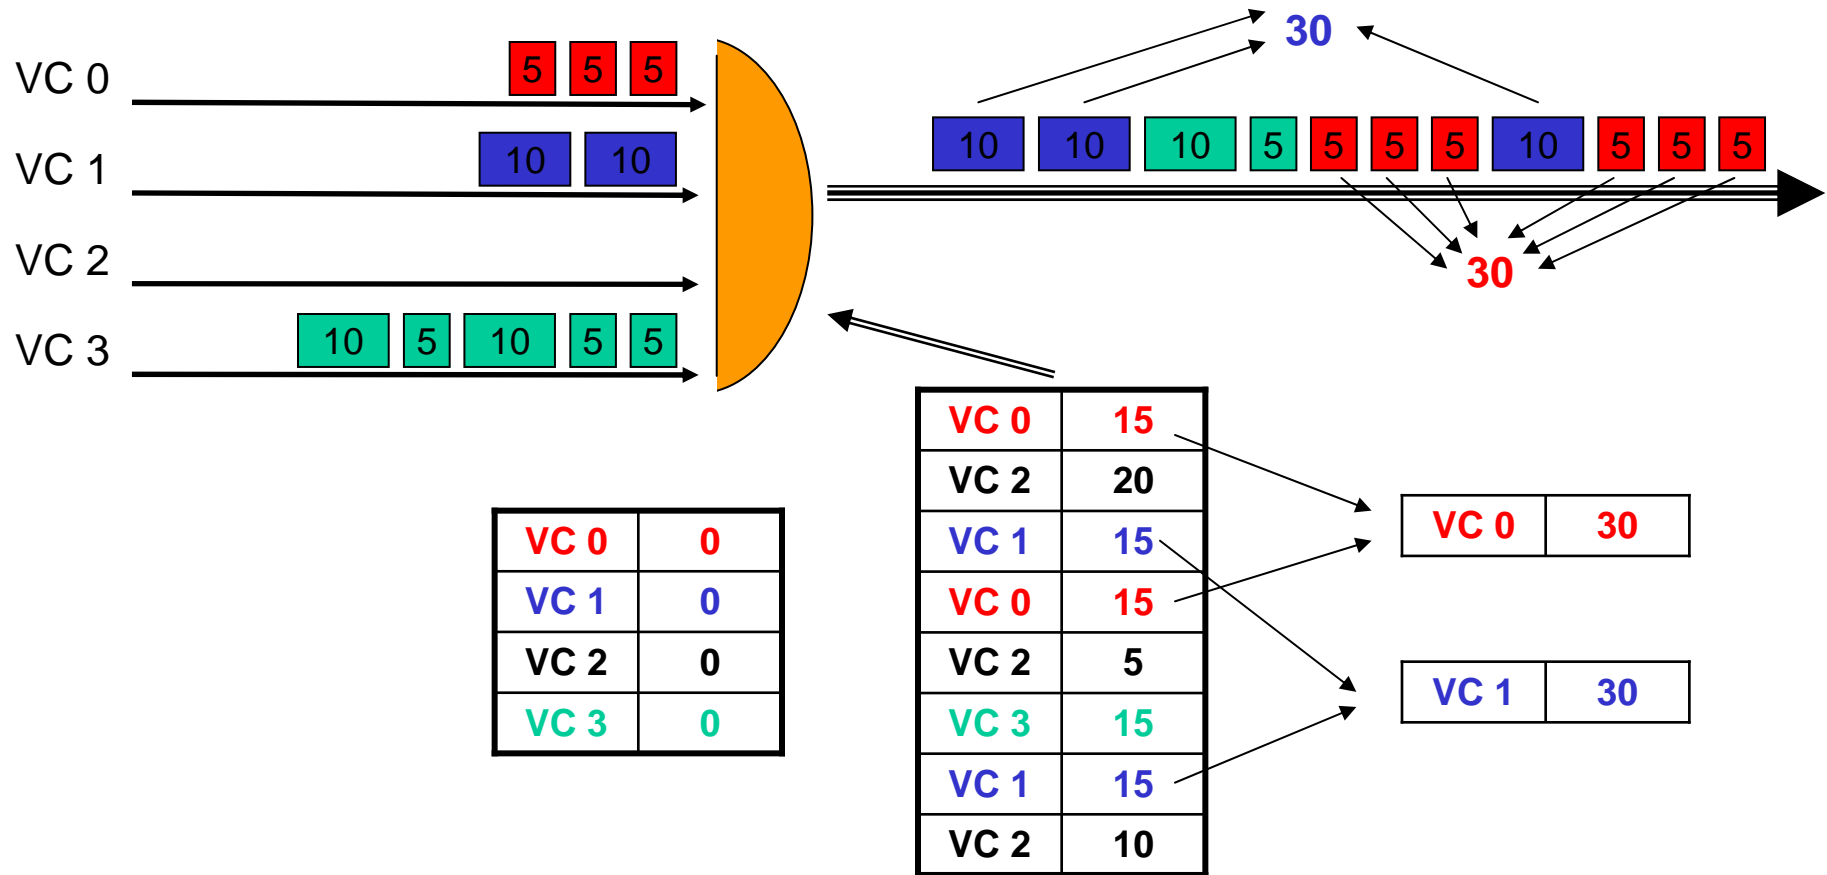 30
VC 0 5 5 5
10 10 10 5 5 5 5 10 5 5 5
VC 1 10 10
VC 2
30
VC 3 10 5 10 5 5
VC 0 15
VC 2 20
VC 1 15
VC 0 15
VC 2 5
VC 3 15
VC 1 15
VC 2 10
VC 0 0
VC 1 0
VC 2 0
VC 3 0
VC 0 30
VC 1 30